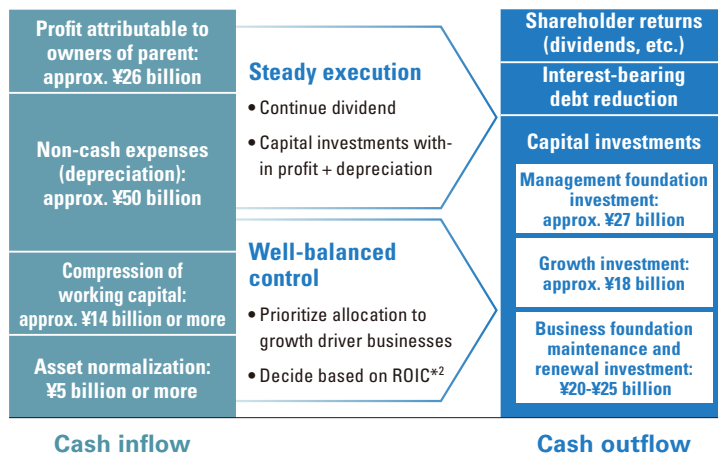 Profit attributable to
owners of parent:
approx. ¥26 billion
Non-cash expenses
(depreciation):
approx. ¥50 billion
Compression of
working capital:
approx. ¥14 billion or more
Asset normalization:
¥5 billion or more
Cash inflow
Steady execution
• Continue dividend
• Capital investments with-
in profit + depreciation
Well-balanced
control
• Prioritize allocation to
growth driver businesses
• Decide based on ROIC*2
Shareholder returns
(dividends, etc.)
Interest-bearing
debt reduction
Capital investments
Management foundation
investment:
approx. ¥27 billion
Growth investment:
approx. ¥18 billion
Business foundation
maintenance and
renewal investment:
¥20-¥25 billion
Cash outflow